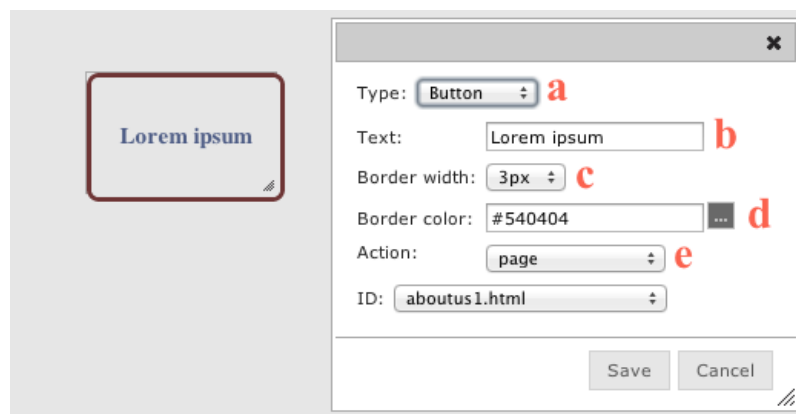 Lorem ipsum
✖
Type: Button a
Text: Lorem ipsum b
Border width: 3px c
Border color: #540404 ... d
Action: page e
ID: aboutus1.html
Save Cancel